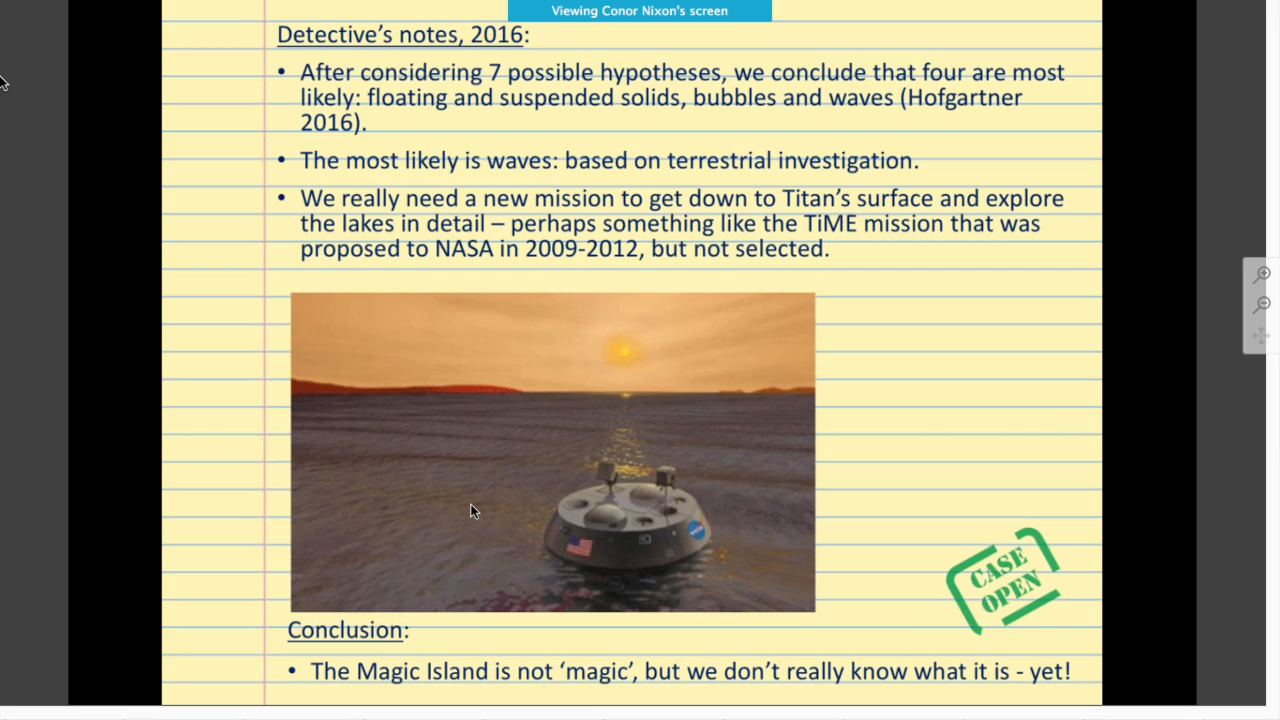 Viewing Conor Nixon's screen
Detective’s notes, 2016:
• After considering 7 possible hypotheses, we conclude that four are most
likely: floating and suspended solids, bubbles and waves (Hofgartner
2016).
• The most likely is waves: based on terrestrial investigation.
• We really need a new mission to get down to Titan’s surface and explore
the lakes in detail – perhaps something like the TiME mission that was
proposed to NASA in 2009-2012, but not selected.
NASA
CASE
OPEN
Conclusion:
• The Magic Island is not ‘magic’, but we don’t really know what it is - yet!